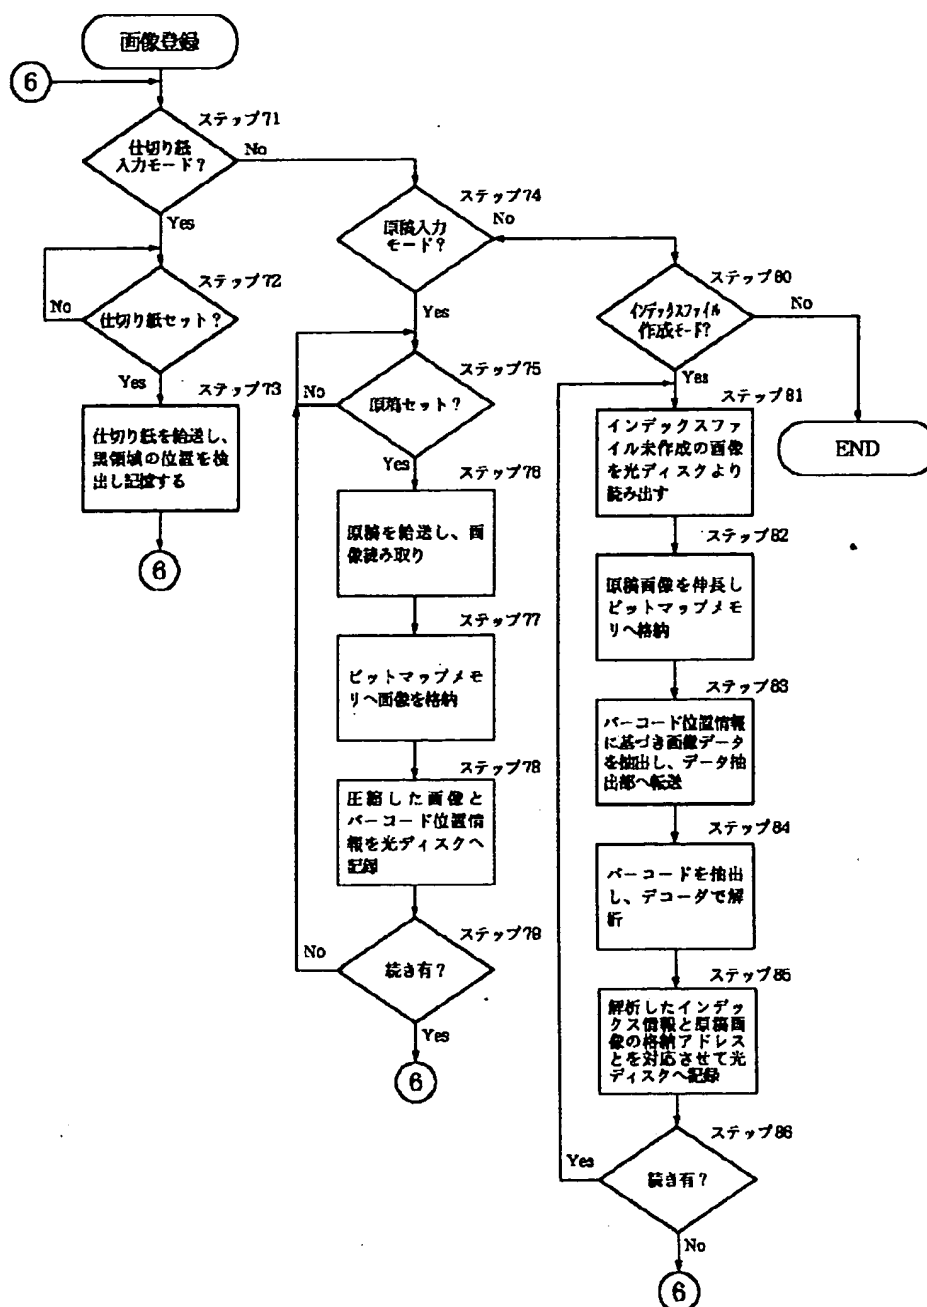 画像登録
6
ステップ71
仕切り紙
入力モード?
No
Yes
ステップ72
仕切り紙セット?
No
Yes
ステップ73
仕切り紙を給送し、
黒領域の位置を検
出し記憶する
6
ステップ74
原稿入力
モード?
No
Yes
ステップ75
原稿セット?
No
Yes
ステップ76
原稿を給送し、画
像読み取り
ステップ77
ビットマップメモ
リへ画像を格納
ステップ78
圧縮した画像と
バーコード位置情
報を光ディスクへ
記録
ステップ79
続き有?
No
Yes
6
ステップ80
インデックスファイル
作成モード?
No
Yes
END
ステップ81
インデックスファ
イル未作成の画像
を光ディスクより
読み出す
ステップ82
原稿画像を伸長し
ビットマップメモ
リへ格納
ステップ83
バーコード位置情報
に基づき画像データ
を抽出し、データ抽
出部へ転送
ステップ84
バーコードを抽出
し、デコーダで解
析
ステップ85
解析したインデッ
クス情報と原稿画
像の格納アドレス
とを対応させて光
ディスクへ記録
ステップ86
続き有?
Yes
No
6